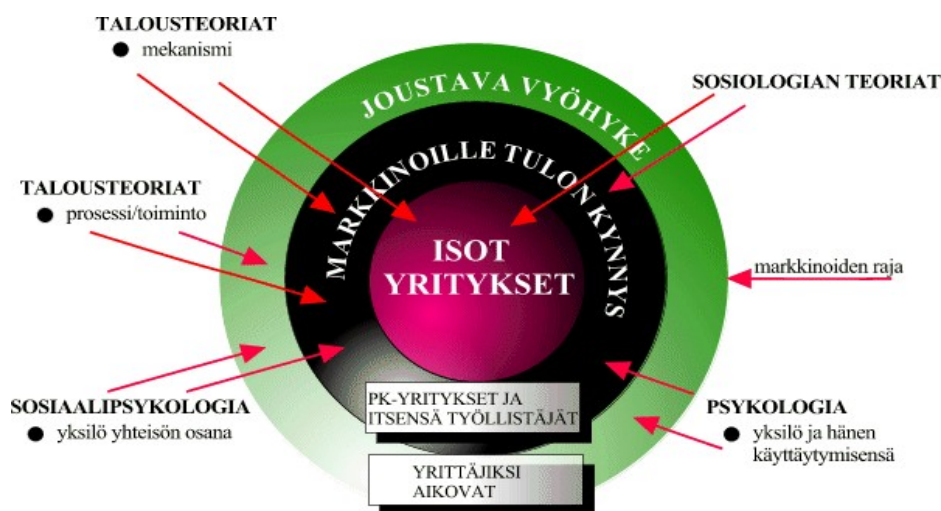 TALOUSTEORIAT
● mekanismi
SOSIOLOGIAN TEORIAT
JOUSTAVA VYÖHYKE
MARKKINOILLE TULON KYNNYS
TALOUSTEORIAT
● prosessi/toiminto
ISOT
YRITYKSET
markkinoiden raja
SOSIAALIPSYKOLOGIA
● yksilö yhteisön osana
PK-YRITYKSET JA
ITSENSÄ TYÖLLISTÄJÄT
PSYKOLOGIA
● yksilö ja hänen
käyttäytymisensä
YRITTÄJIKSI
AIKOVAT